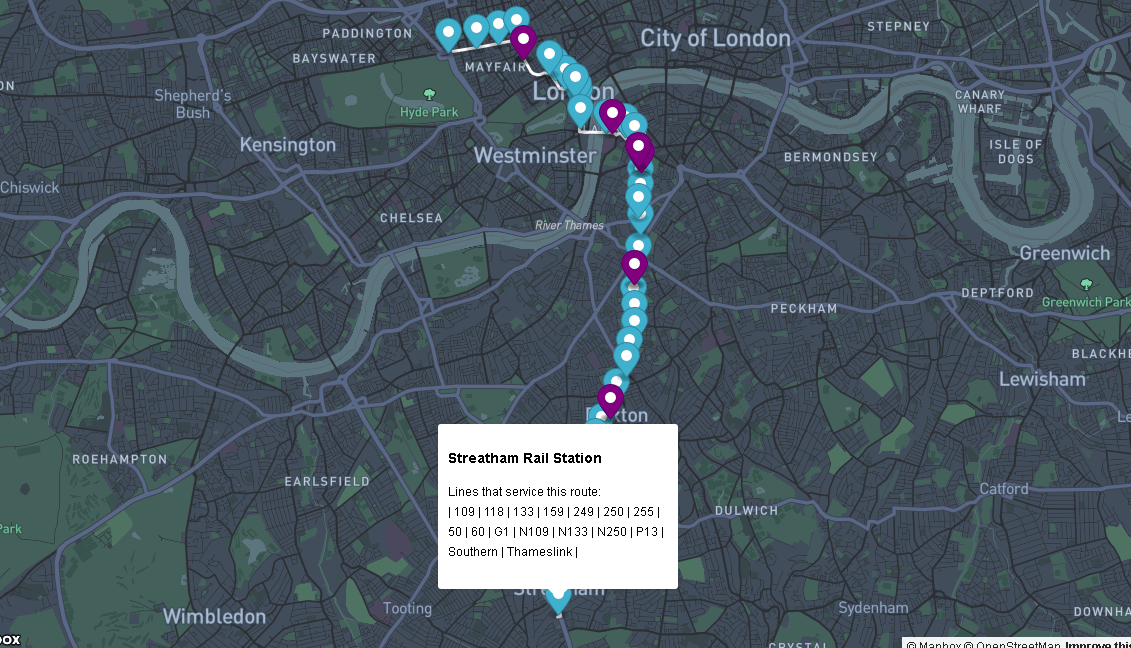 PADDINGTON
City of London
STEPNEY
BAYSWATER
MAYFAIR
ON
Shepherd's
Bush
London
CANARY
WHARF
Hyde Park
Kensington
Westminster
BERMONDSEY
ISLE OF
DOGS
Chiswick
CHELSEA
River Thames
Greenwich
DEPTFORD
Greenwich Park
PECKHAM
BLACKHE
Lewisham
xton
Le
ROEHAMPTON
Streatham Rail Station
EARLSFIELD
Lines that service this route:
| 109 | 118 | 133 | 159 | 249 | 250 | 255 |
50 | 60 | G1 | N109 | N133 | N250 | P13 |
Southern | Thameslink |
Catford
DULWICH
Park
Wimbledon
Tooting
Sydenham
DOWNHA
box
CRYSTAL
© Mapbox © OpenStreetMap Improve this